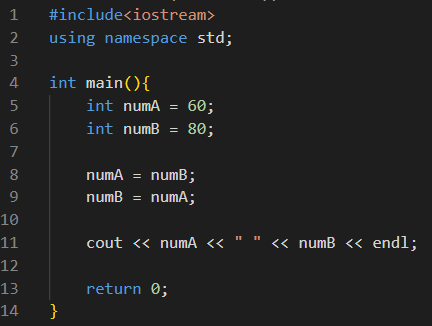 1 #include<iostream>
2 using namespace std;
3
4 int main(){
5 int numA = 60;
6 int numB = 80;
7
8 numA = numB;
9 numB = numA;
10
11 cout << numA << " " << numB << endl;
12
13 return 0;
14 }